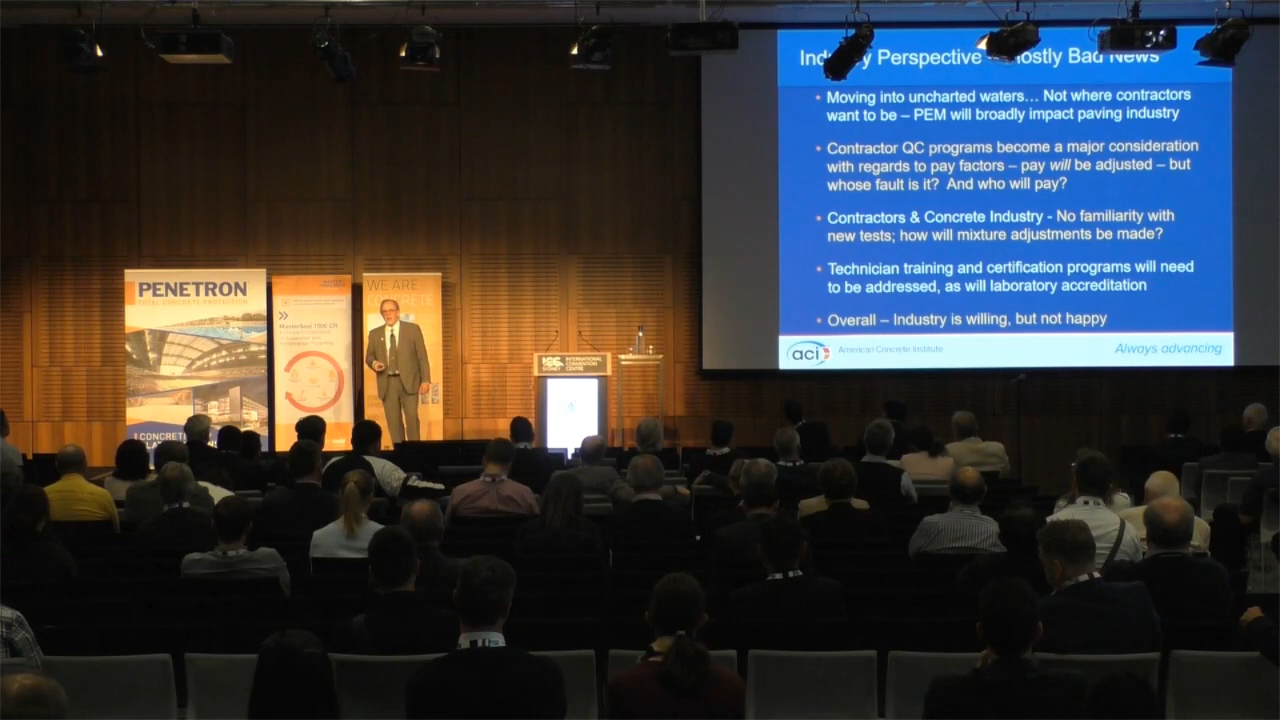 Industry Perspective – Mostly Bad News
• Moving into uncharted waters… Not where contractors
want to be – PEM will broadly impact paving industry
• Contractor QC programs become a major consideration
with regards to pay factors – pay will be adjusted – but
whose fault is it? And who will pay?
• Contractors & Concrete Industry - No familiarity with
new tests; how will mixture adjustments be made?
• Technician training and certification programs will need
to be addressed, as will laboratory accreditation
• Overall – Industry is willing, but not happy
aci American Concrete Institute
Always advancing
PENETRON
TOTAL CONCRETE PROTECTION
MasterSeal 7000 CR
WE ARE
CONCRETE
ICC
SYDNEY
INTERNATIONAL
CONVENTION
CENTRE